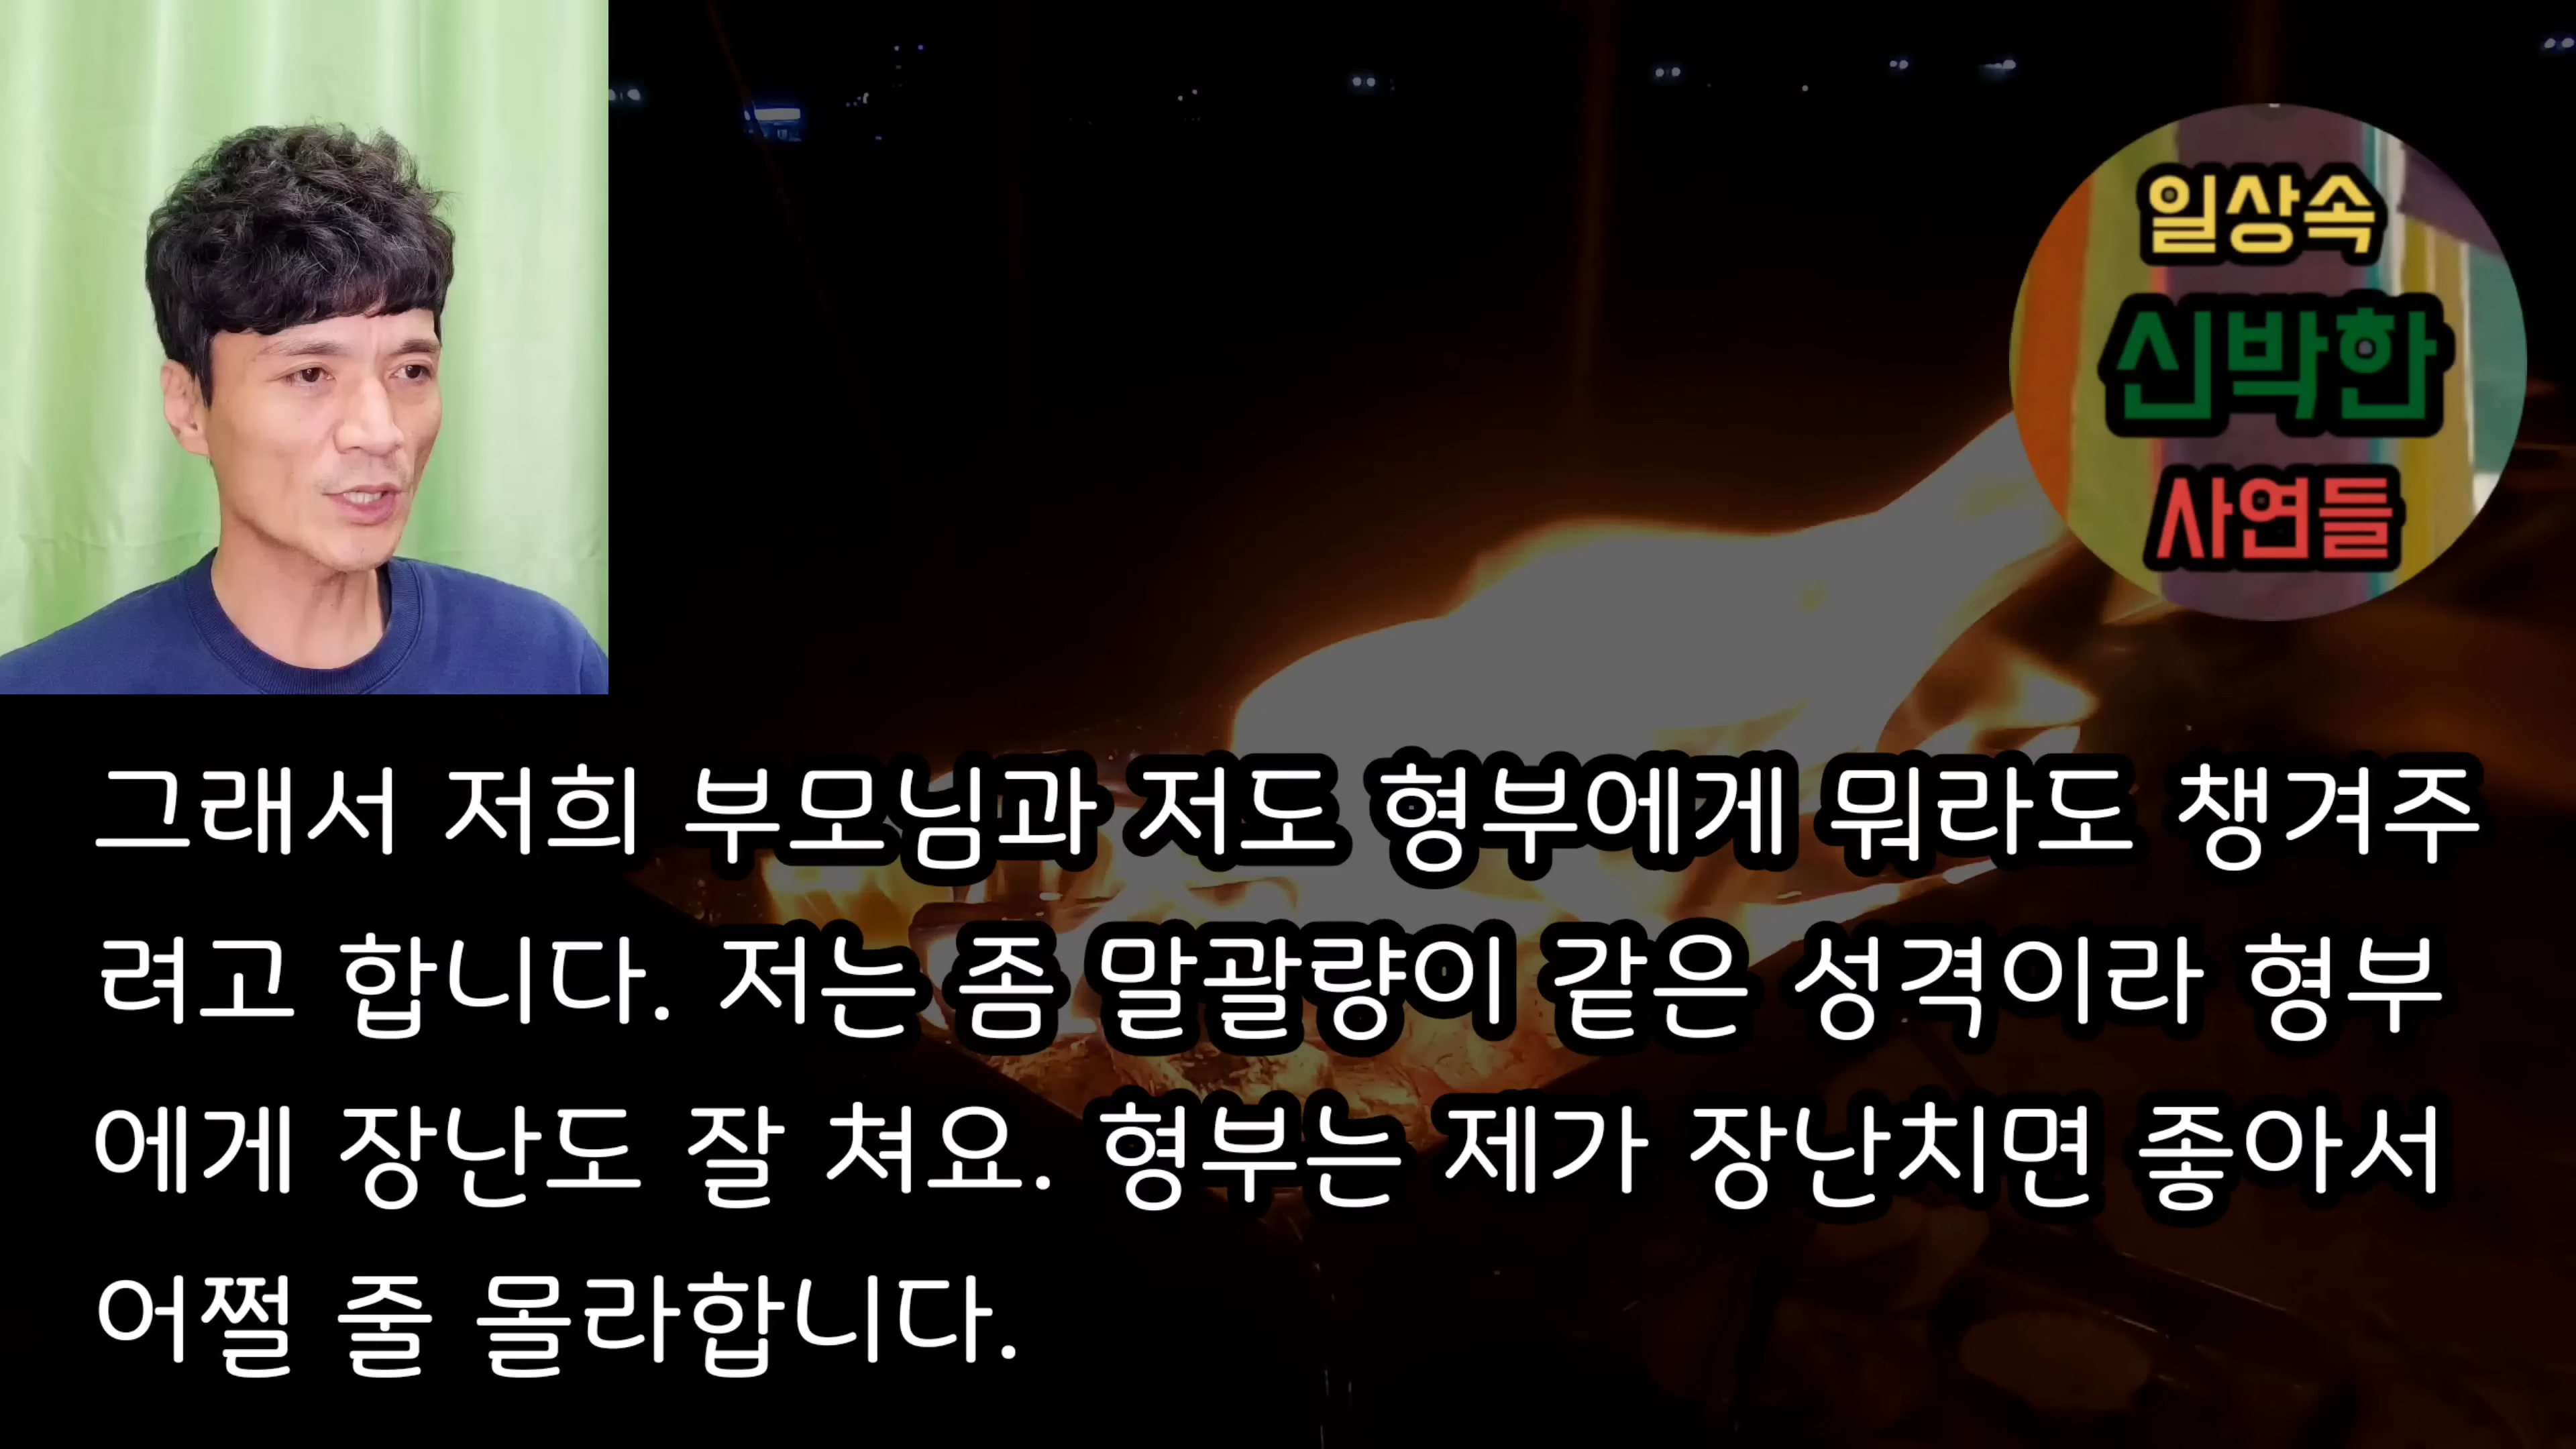 일상속
신박한
사연들
그래서 저희 부모님과 저도 형부에게 뭐라도 챙겨주
려고 합니다. 저는 좀 말괄량이 같은 성격이라 형부
에게 장난도 잘 쳐요. 형부는 제가 장난치면 좋아서
어쩔 줄 몰라합니다.